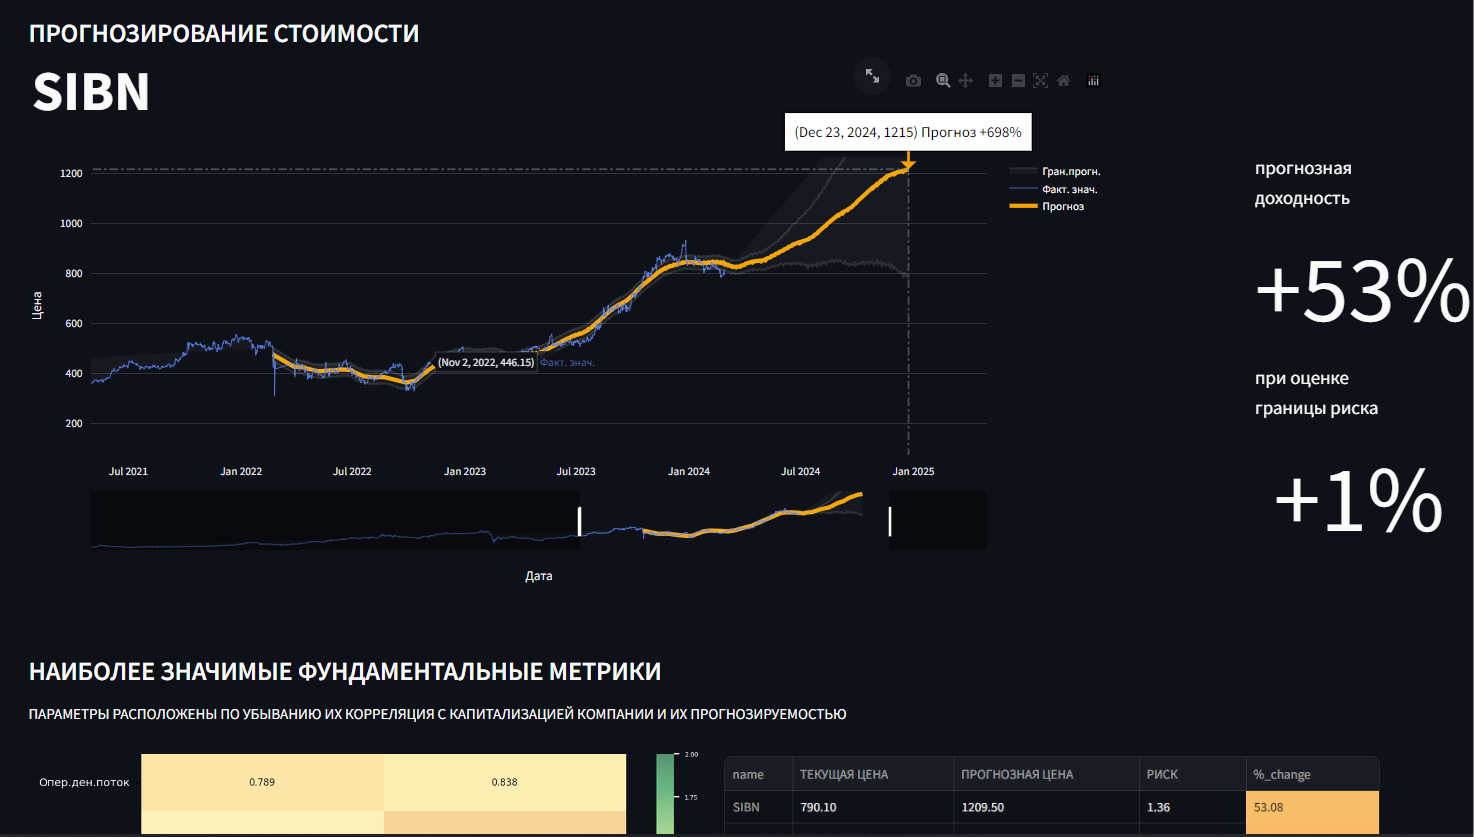 ПРОГНОЗИРОВАНИЕ СТОИМОСТИ
SIBN
(Dec 23, 2024, 1215) Прогноз +698%
Цена
1200
1000
800
600
400
200
(Nov 2, 2022, 446.15) Факт. знач.
Jul 2021 Jan 2022 Jul 2022 Jan 2023 Jul 2023 Jan 2024 Jul 2024 Jan 2025
Дата
Гран.прогн.
Факт. знач.
Прогноз
прогнозная
доходность
+53%
при оценке
границы риска
+1%
НАИБОЛЕЕ ЗНАЧИМЫЕ ФУНДАМЕНТАЛЬНЫЕ МЕТРИКИ
ПАРАМЕТРЫ РАСПОЛОЖЕНЫ ПО УБЫВАНИЮ ИХ КОРРЕЛЯЦИЯ С КАПИТАЛИЗАЦИЕЙ КОМПАНИИ И ИХ ПРОГНОЗИРУЕМОСТЬЮ
Опер.ден.поток 0.789 0.838
2.00
1.75
name ТЕКУЩАЯ ЦЕНА ПРОГНОЗНАЯ ЦЕНА РИСК %_change
SIBN 790.10 1209.50 1.36 53.08